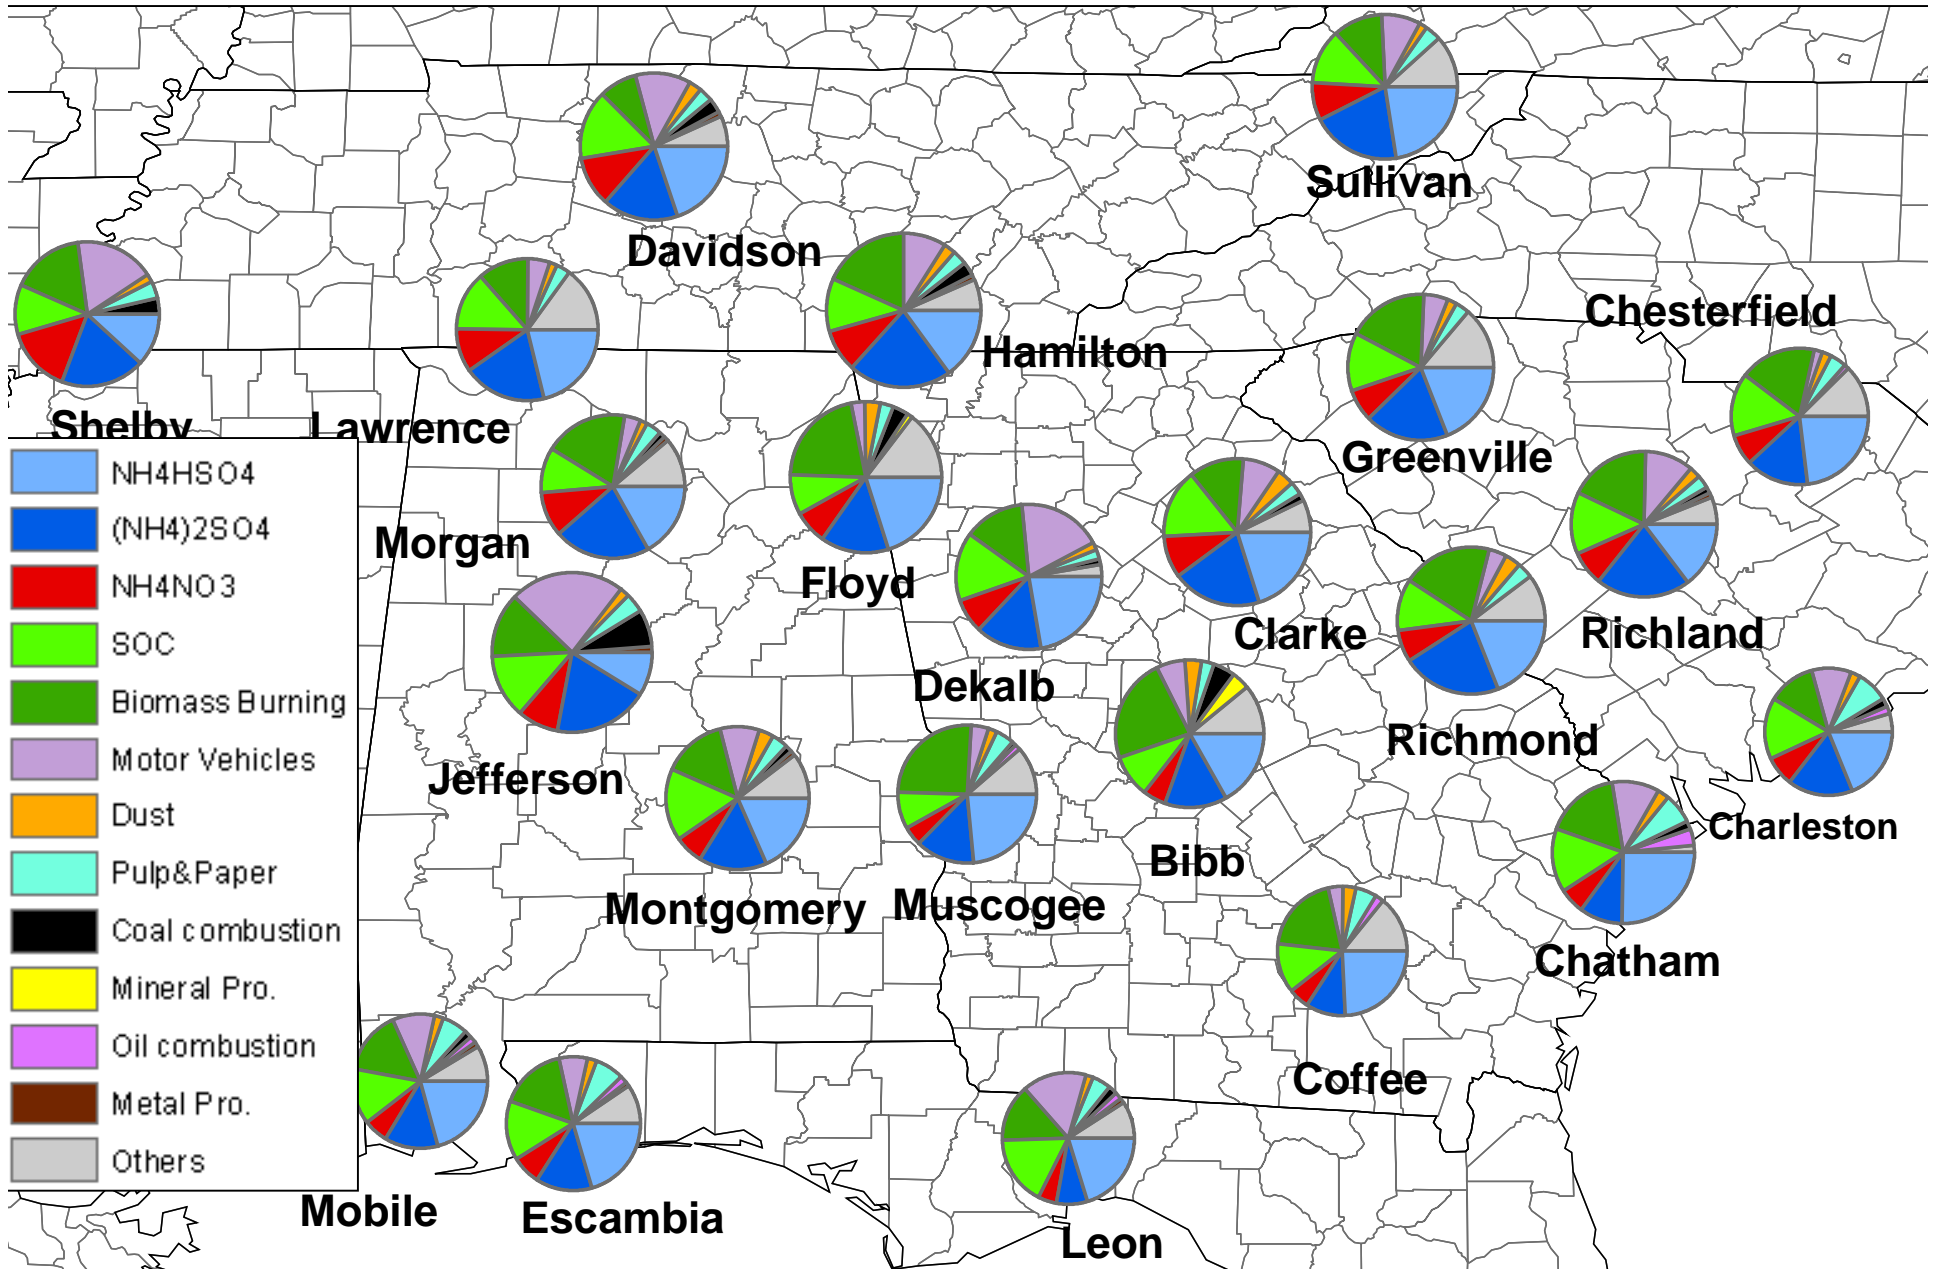 Sullivan
Davidson
Chesterfield
Hamilton
Shelby
Lawrence
Greenville
Morgan
Floyd
Clarke
Richland
Dekalb
Richmond
Jefferson
Charleston
Bibb
Montgomery
Muscogee
Chatham
Coffee
Mobile
Escambia
Leon
NH4HSO4
(NH4)2SO4
NH4NO3
SOC
Biomass Burning
Motor Vehicles
Dust
Pulp&Paper
Coal combustion
Mineral Pro.
Oil combustion
Metal Pro.
Others